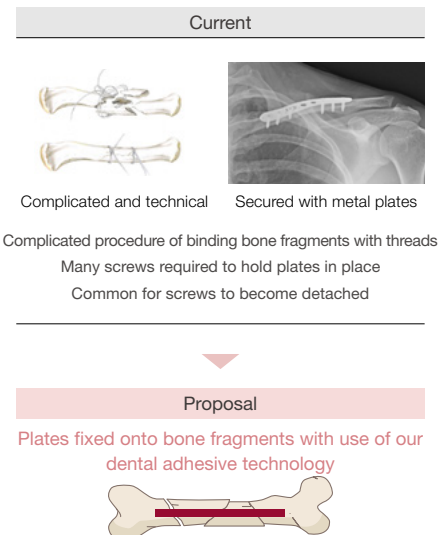 Current
Complicated and technical
Secured with metal plates
Complicated procedure of binding bone fragments with threads
Many screws required to hold plates in place
Common for screws to become detached
Proposal
Plates fixed onto bone fragments with use of our
dental adhesive technology